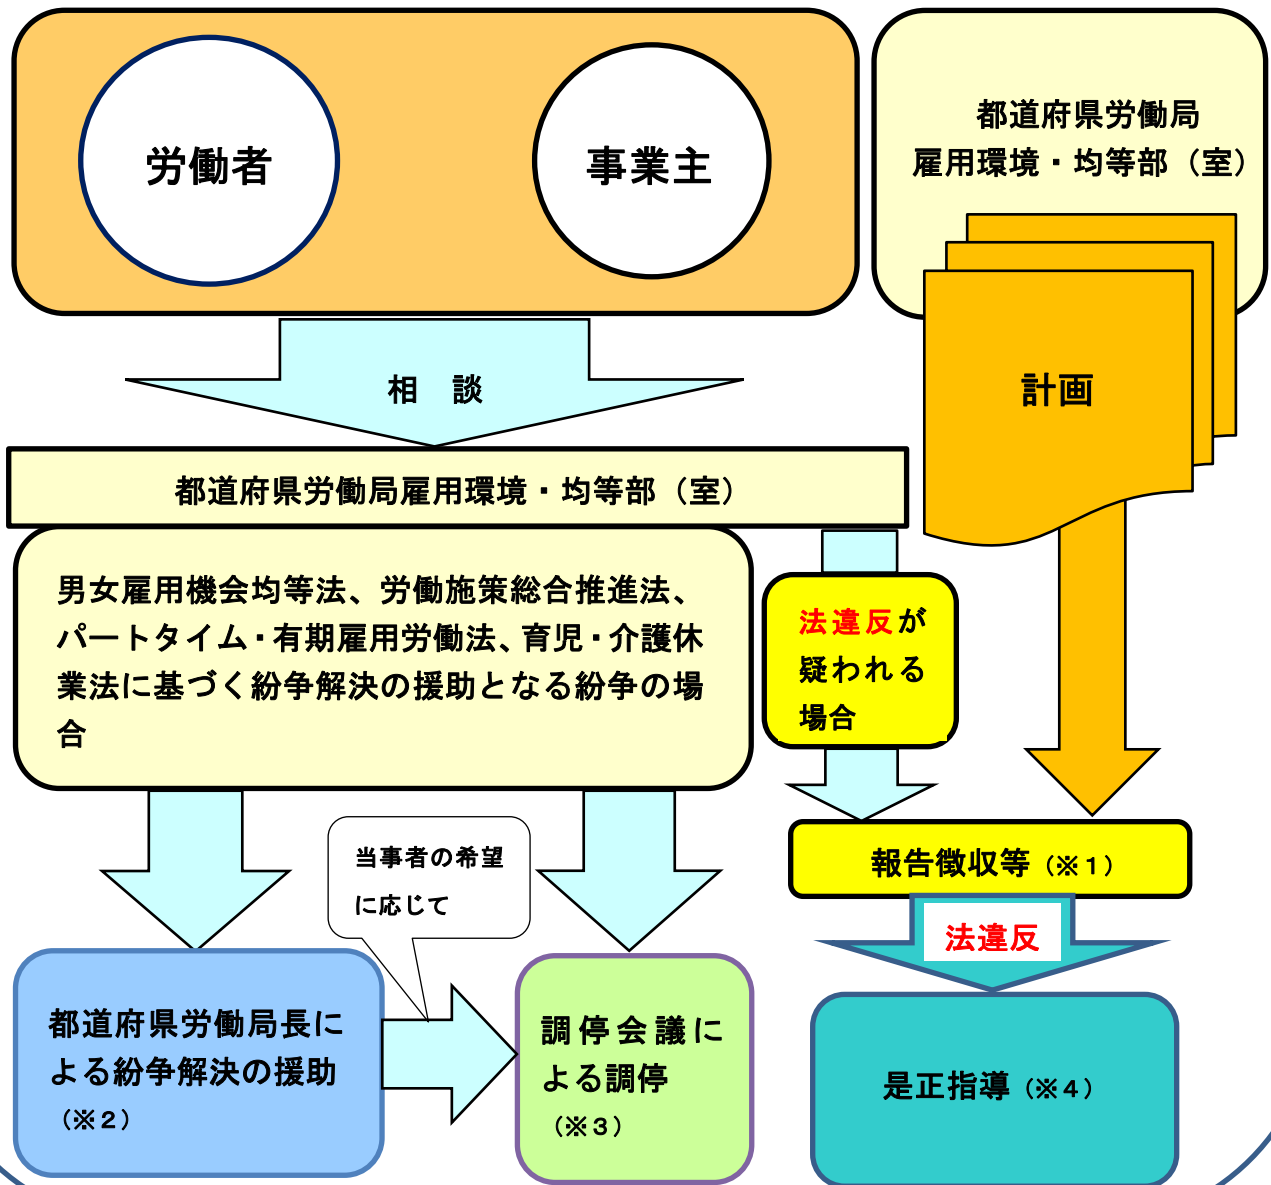 労働者
事業主
都道府県労働局
雇用環境・均等部（室）
計画
相　談
都道府県労働局雇用環境・均等部（室）
男女雇用機会均等法、労働施策総合推進法、
パートタイム・有期雇用労働法、育児・介護休
業法に基づく紛争解決の援助となる紛争の場
合
法違反が
疑われる
場合
報告徴収等（※１）
当事者の希望
に応じて
法違反
都道府県労働局長に
よる紛争解決の援助
（※２）
調停会議に
よる調停
（※３）
是正指導（※４）